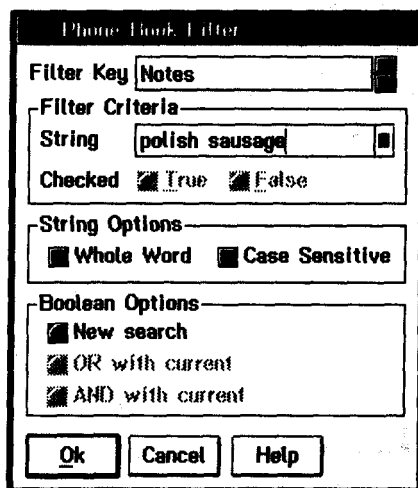 Phone Book Filter
Filter Key Notes
Filter Criteria
String polish sausage
Checked True False
String Options
Whole Word Case Sensitive
Boolean Options
New search
OR with current
AND with current
Ok Cancel Help